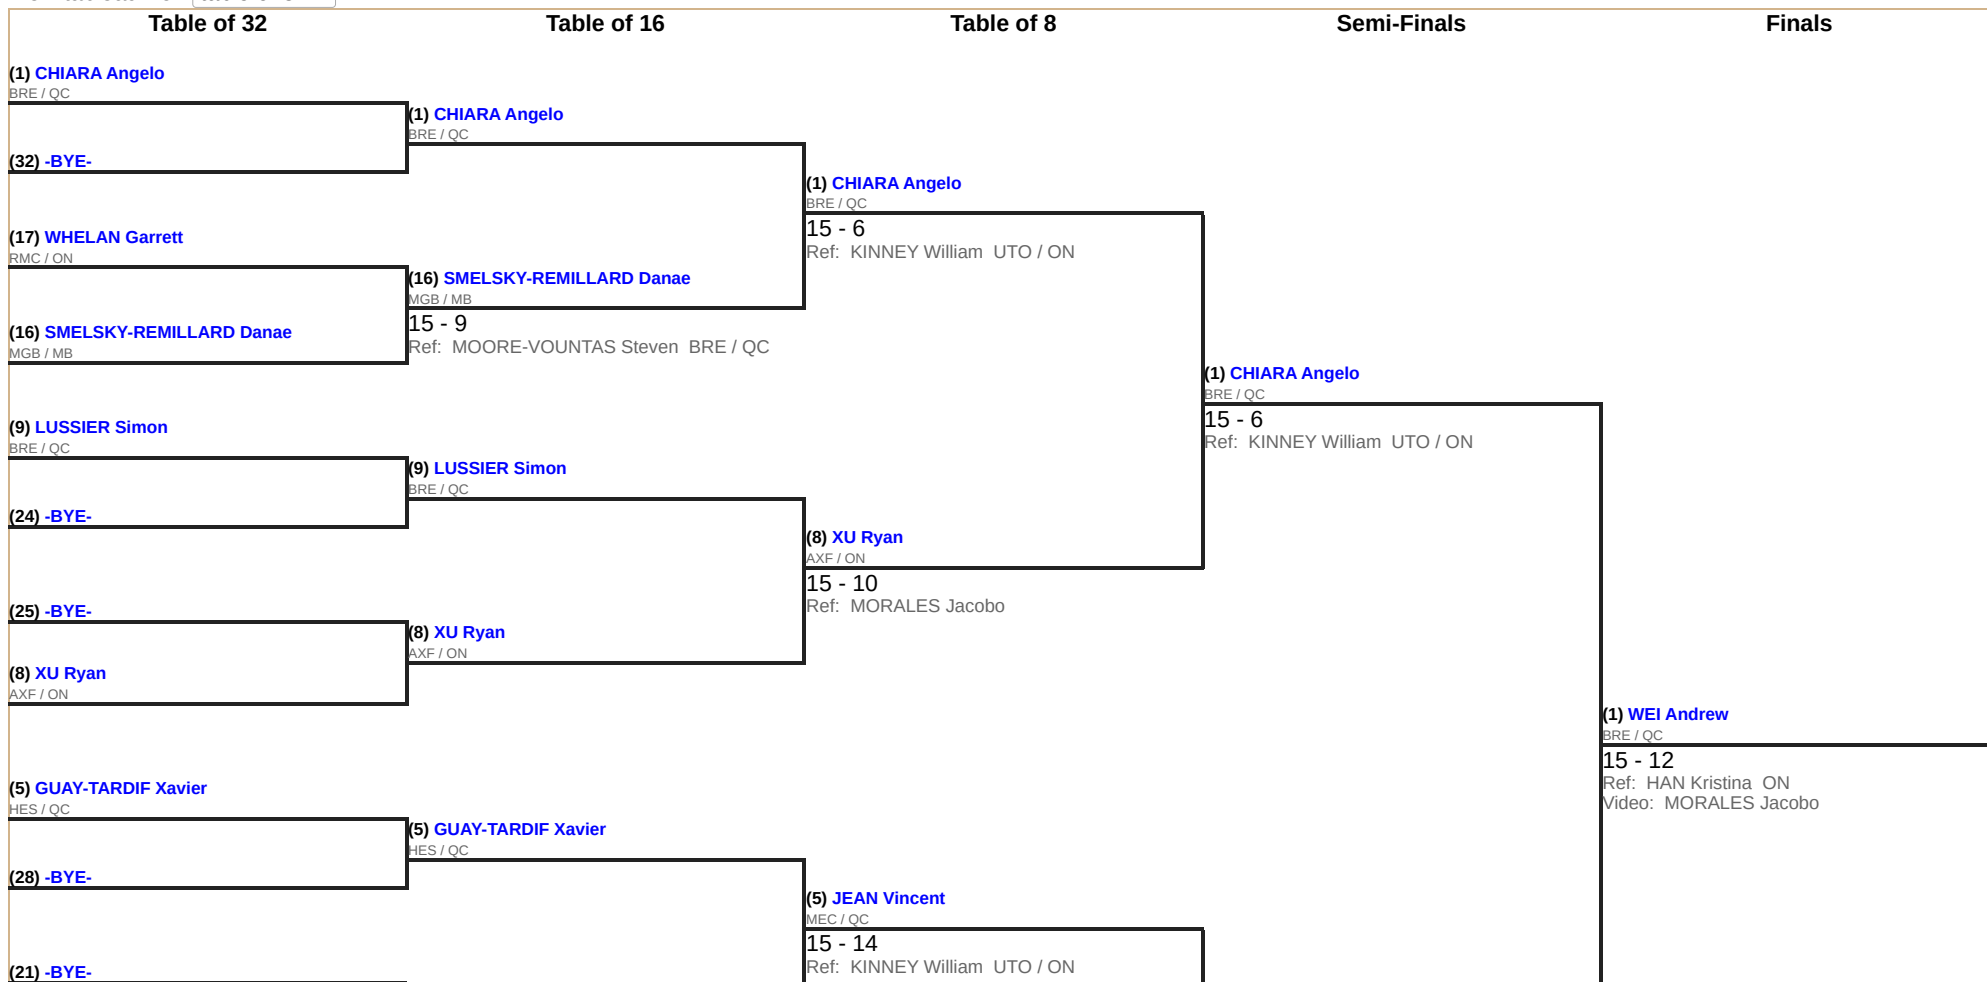 Table of 32
Table of 16
Table of 8
Semi-Finals
Finals
(1) CHIARA Angelo
BRE / QC
(32) -BYE-
(17) WHELAN Garrett
RMC / ON
(16) SMELSKY-REMILLARD Danae
MGB / MB
(9) LUSSIER Simon
BRE / QC
(24) -BYE-
(25) -BYE-
(8) XU Ryan
AXF / ON
(5) GUAY-TARDIF Xavier
HES / QC
(28) -BYE-
(21) -BYE-
(1) CHIARA Angelo
BRE / QC
(16) SMELSKY-REMILLARD Danae
MGB / MB
15 - 9
Ref: MOORE-VOUNTAS Steven BRE / QC
(9) LUSSIER Simon
BRE / QC
(8) XU Ryan
AXF / ON
(5) GUAY-TARDIF Xavier
HES / QC
(1) CHIARA Angelo
BRE / QC
15 - 6
Ref: KINNEY William UTO / ON
(8) XU Ryan
AXF / ON
15 - 10
Ref: MORALES Jacobo
(5) JEAN Vincent
MEC / QC
15 - 14
Ref: KINNEY William UTO / ON
(1) CHIARA Angelo
BRE / QC
15 - 6
Ref: KINNEY William UTO / ON
(1) WEI Andrew
BRE / QC
15 - 12
Ref: HAN Kristina ON
Video: MORALES Jacobo